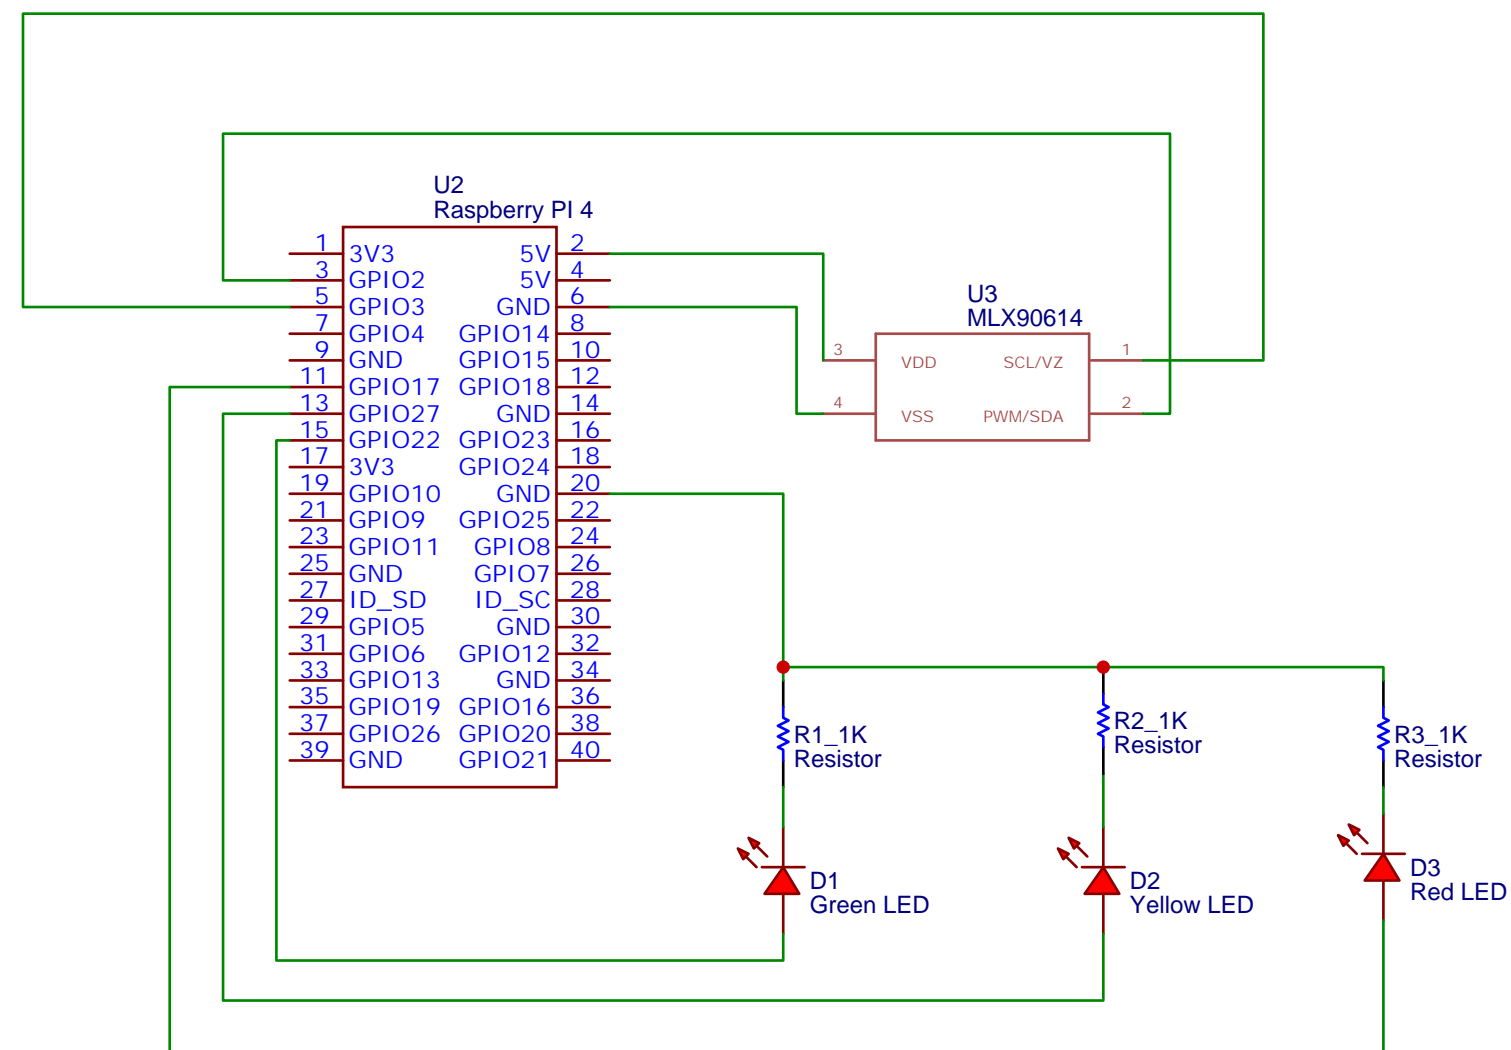 U2
Raspberry PI 4
1 3V3 5V 2
3 GPIO2 5V 4
5 GPIO3 GND 6
7 GPIO4 GPIO14 8
9 GND GPIO15 10
11 GPIO17 GPIO18 12
13 GPIO27 GND 14
15 GPIO22 GPIO23 16
17 3V3 GPIO24 18
19 GPIO10 GND 20
21 GPIO9 GPIO25 22
23 GPIO11 GPIO8 24
25 GND GPIO7 26
27 ID_SD ID_SC 28
29 GPIO5 GND 30
31 GPIO6 GPIO12 32
33 GPIO13 GND 34
35 GPIO19 GPIO16 36
37 GPIO26 GPIO20 38
39 GND GPIO21 40
U3
MLX90614
3 VDD SCL/VZ 1
4 VSS PWM/SDA 2
R1_1K
Resistor
R2_1K
Resistor
R3_1K
Resistor
D1
Green LED
D2
Yellow LED
D3
Red LED